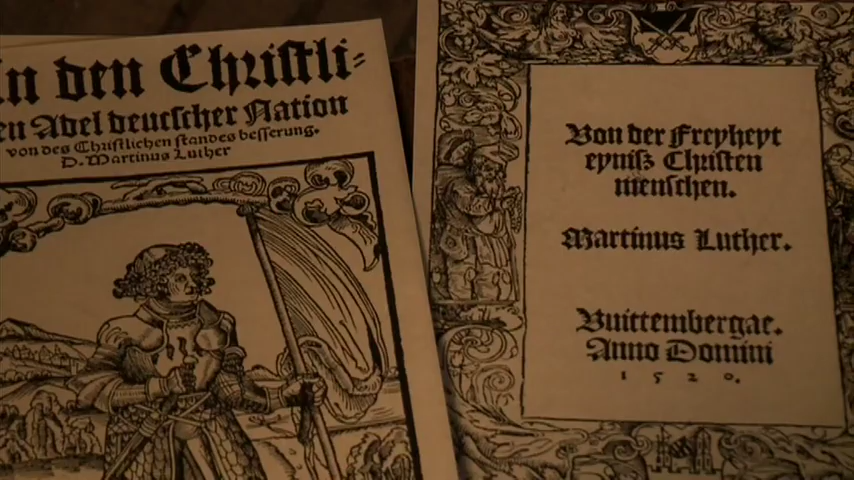 In den Christli⸗
en Adel deutscher Nation
von des Christlichen standes besserung.
D. Martinus Luther
Von der Freyheyt
eynisz Christen
menschen.
Martinus Luther.
Vuittembergae.
Anno Domini
1520.